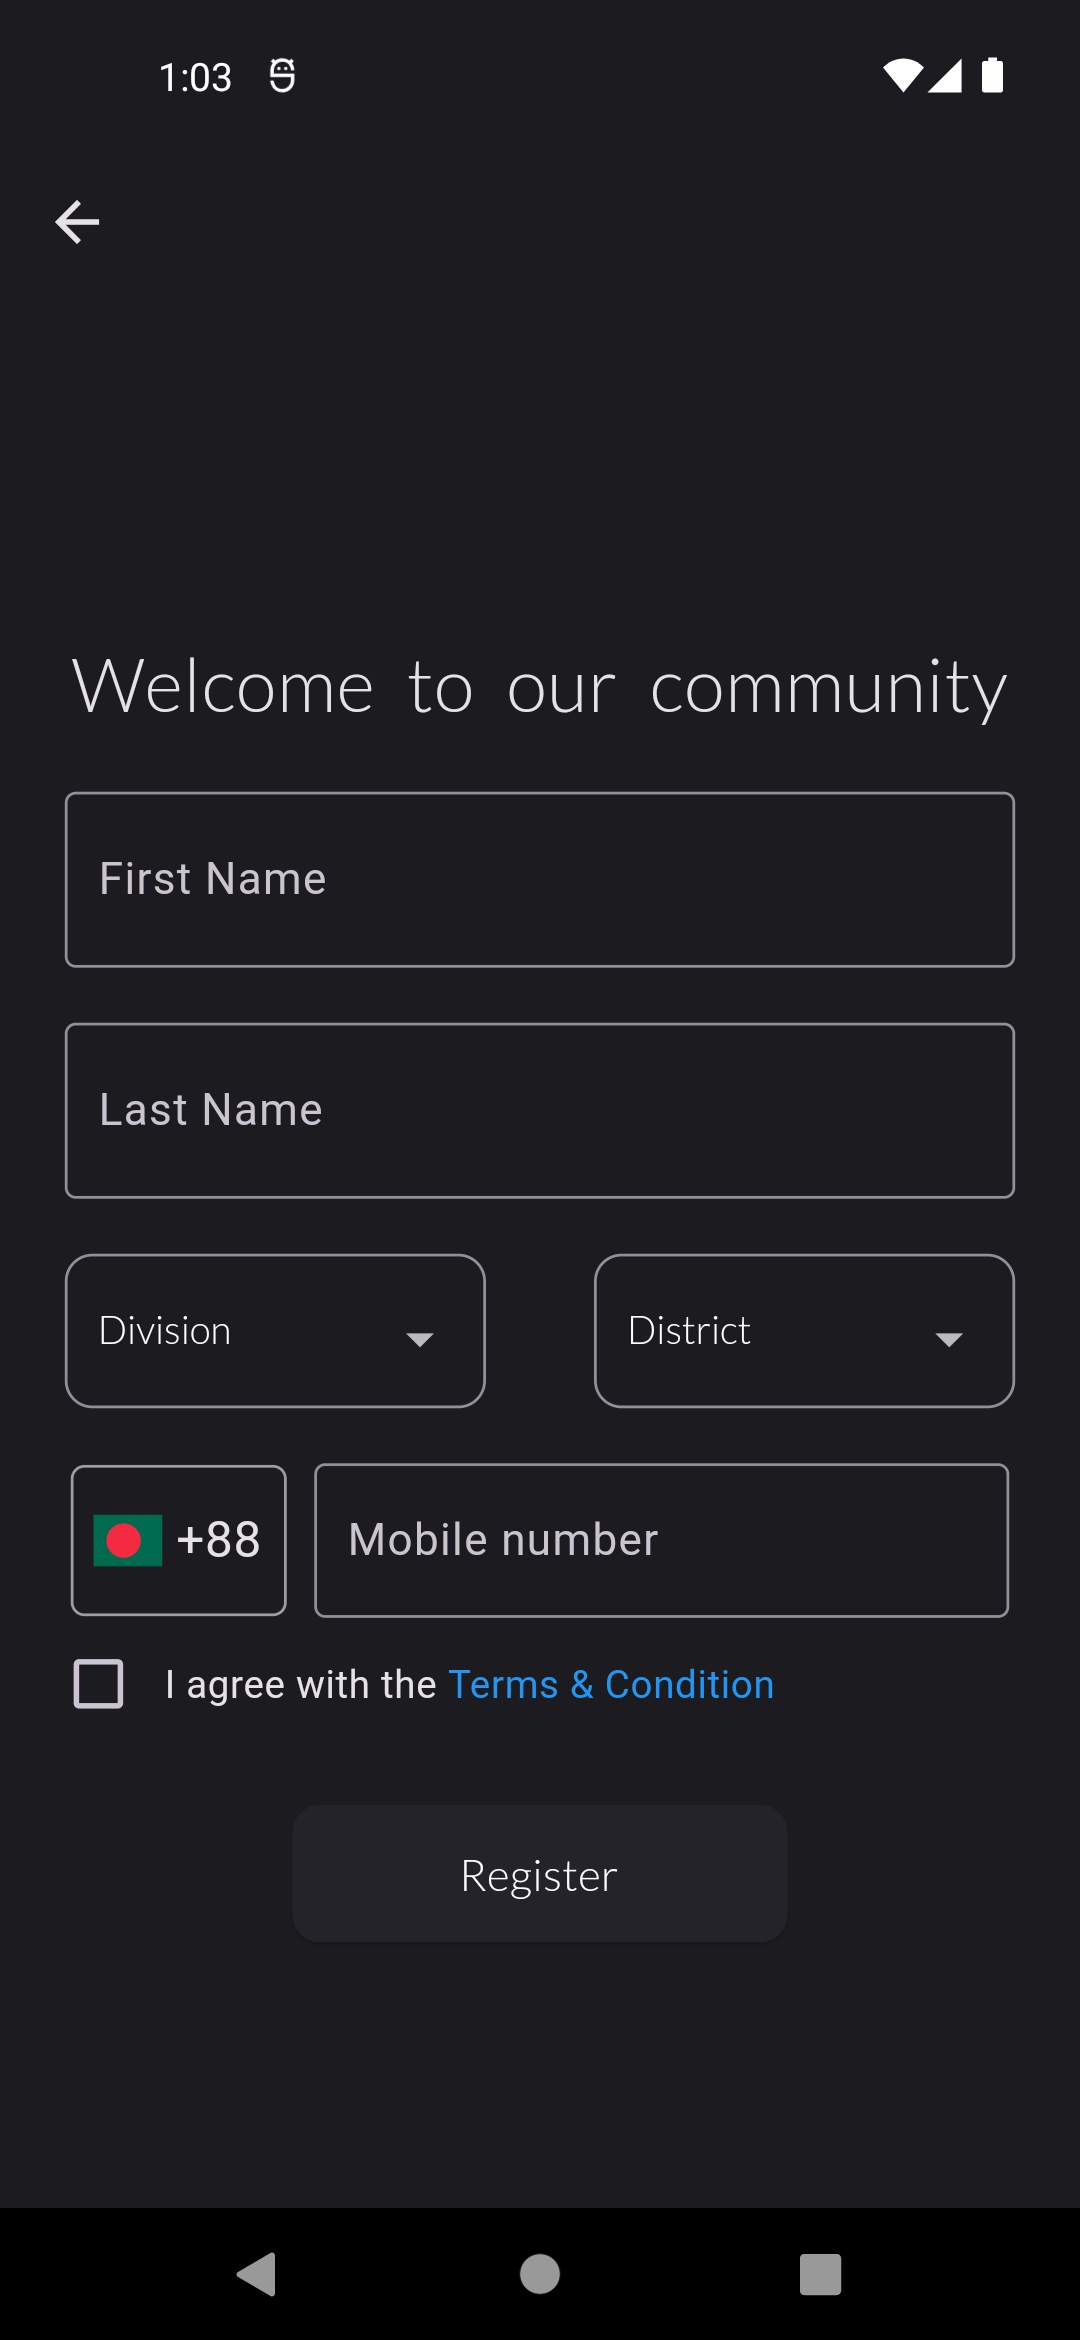 1:03
Welcome to our community
First Name
Last Name
Division District
+88 Mobile number
I agree with the Terms & Condition
Register